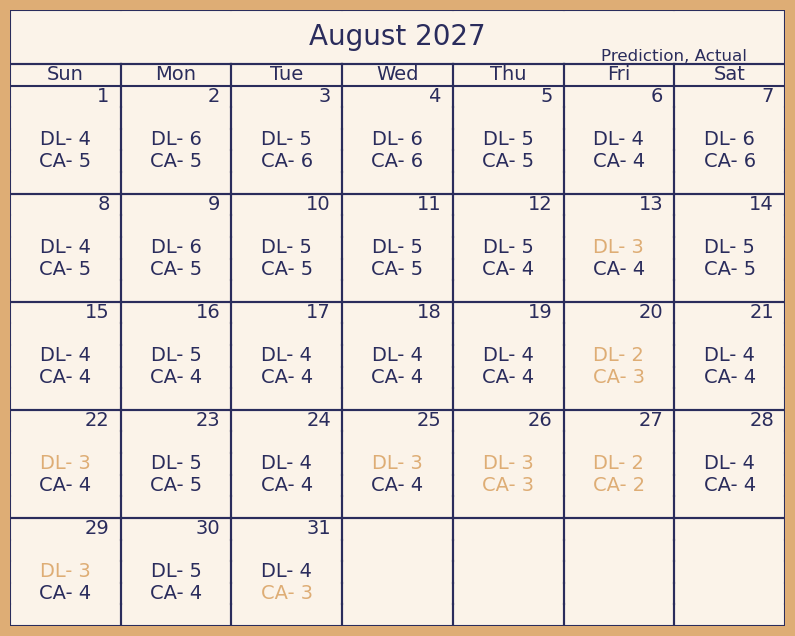 August 2027
Prediction, Actual
Sun Mon Tue Wed Thu Fri Sat
1 2 3 4 5 6 7
DL- 4 DL- 6 DL- 5 DL- 6 DL- 5 DL- 4 DL- 6
CA- 5 CA- 5 CA- 6 CA- 6 CA- 5 CA- 4 CA- 6
8 9 10 11 12 13 14
DL- 4 DL- 6 DL- 5 DL- 5 DL- 5 DL- 3 DL- 5
CA- 5 CA- 5 CA- 5 CA- 5 CA- 4 CA- 4 CA- 5
15 16 17 18 19 20 21
DL- 4 DL- 5 DL- 4 DL- 4 DL- 4 DL- 2 DL- 4
CA- 4 CA- 4 CA- 4 CA- 4 CA- 4 CA- 3 CA- 4
22 23 24 25 26 27 28
DL- 3 DL- 5 DL- 4 DL- 3 DL- 3 DL- 2 DL- 4
CA- 4 CA- 5 CA- 4 CA- 4 CA- 3 CA- 2 CA- 4
29 30 31
DL- 3 DL- 5 DL- 4
CA- 4 CA- 4 CA- 3